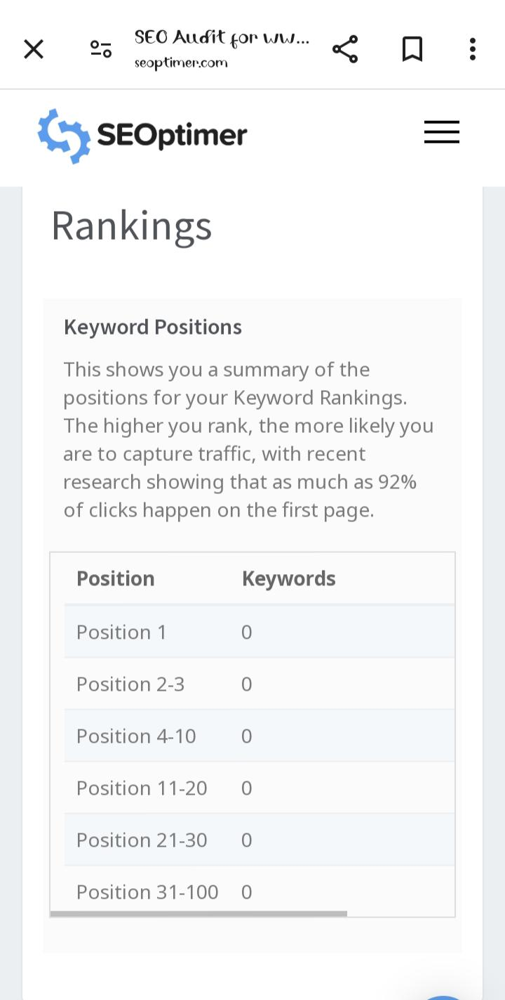 SEO Audit for ww...
seoptimer.com
SEOptimer
Rankings
Keyword Positions
This shows you a summary of the
positions for your Keyword Rankings.
The higher you rank, the more likely you
are to capture traffic, with recent
research showing that as much as 92%
of clicks happen on the first page.
Position Keywords
Position 1 0
Position 2-3 0
Position 4-10 0
Position 11-20 0
Position 21-30 0
Position 31-100 0